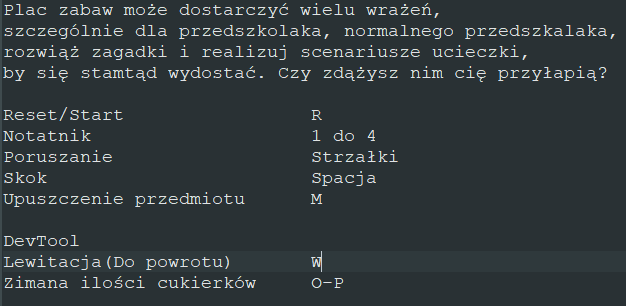 Plac zabaw może dostarczyć wielu wrażeń,
szczególnie dla przedszkolaka, normalnego przedszkalaka,
rozwiąż zagadki i realizuj scenariusze ucieczki,
by się stamtąd wydostać. Czy zdążysz nim cię przyłapią?
Reset/Start R
Notatnik 1 do 4
Poruszanie Strzałki
Skok Spacja
Upuszczenie przedmiotu M
DevTool
Lewitacja(Do powrotu) W
Zimana ilości cukierków O-P